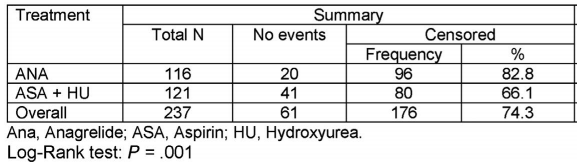 Treatment Summary
Total N No events Censored
Frequency %
ANA 116 20 96 82.8
ASA + HU 121 41 80 66.1
Overall 237 61 176 74.3
Ana, Anagrelide; ASA, Aspirin; HU, Hydroxyurea.
Log-Rank test: P = .001